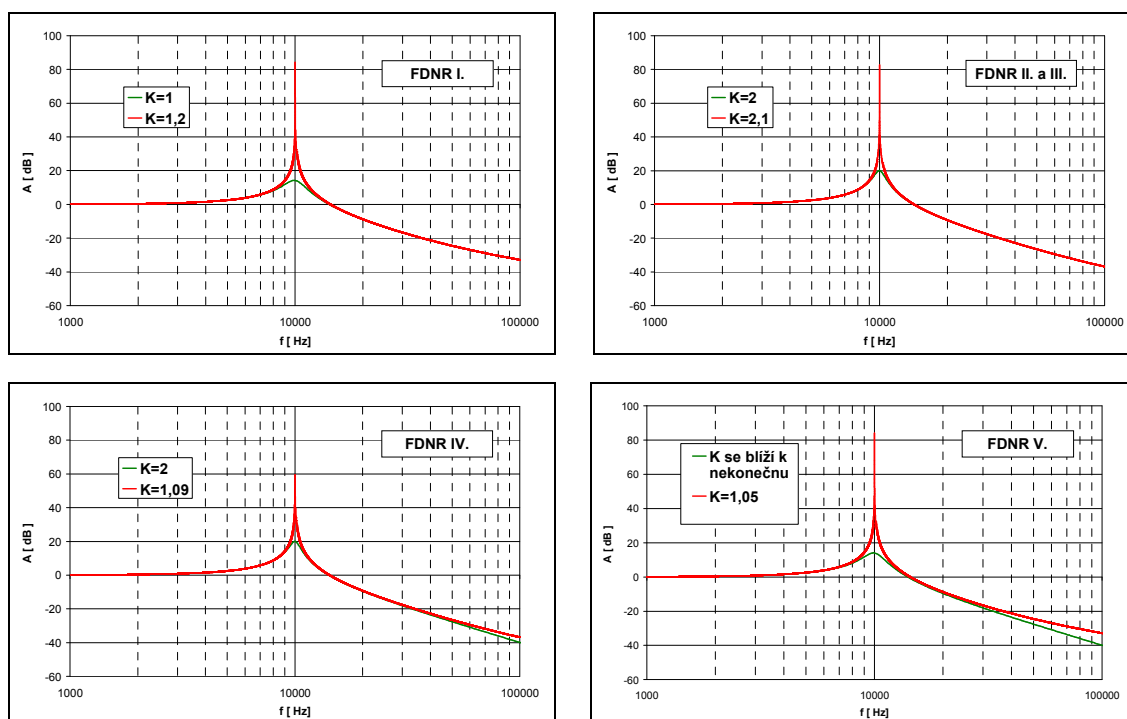 100
80
60
40
20
0
-20
-40
-60
A [ dB]
FDNR I.
K=1
K=1,2
1000
10000
100000
f [ Hz]
100
80
60
40
20
0
-20
-40
-60
A [ dB]
FDNR II. a III.
K=2
K=2,1
1000
10000
100000
f [ Hz]
100
80
60
40
20
0
-20
-40
-60
A [ dB]
FDNR IV.
K=2
K=1,09
1000
10000
100000
f [ Hz]
100
80
60
40
20
0
-20
-40
-60
A [ dB]
FDNR V.
K se blíží k
nekonečnu
K=1,05
1000
10000
100000
f [ Hz]